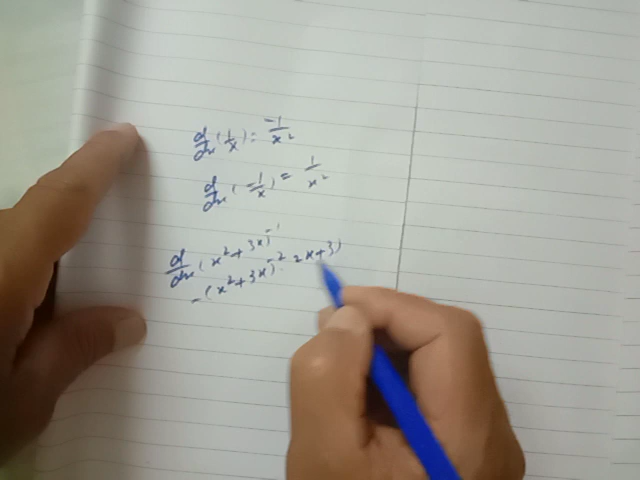 d/dx (1/x) = -1/x²
d/dx (-1/x) = 1/x²
d/dx (x² + 3x)⁻¹
-(x² + 3x)⁻² · 2x+3)